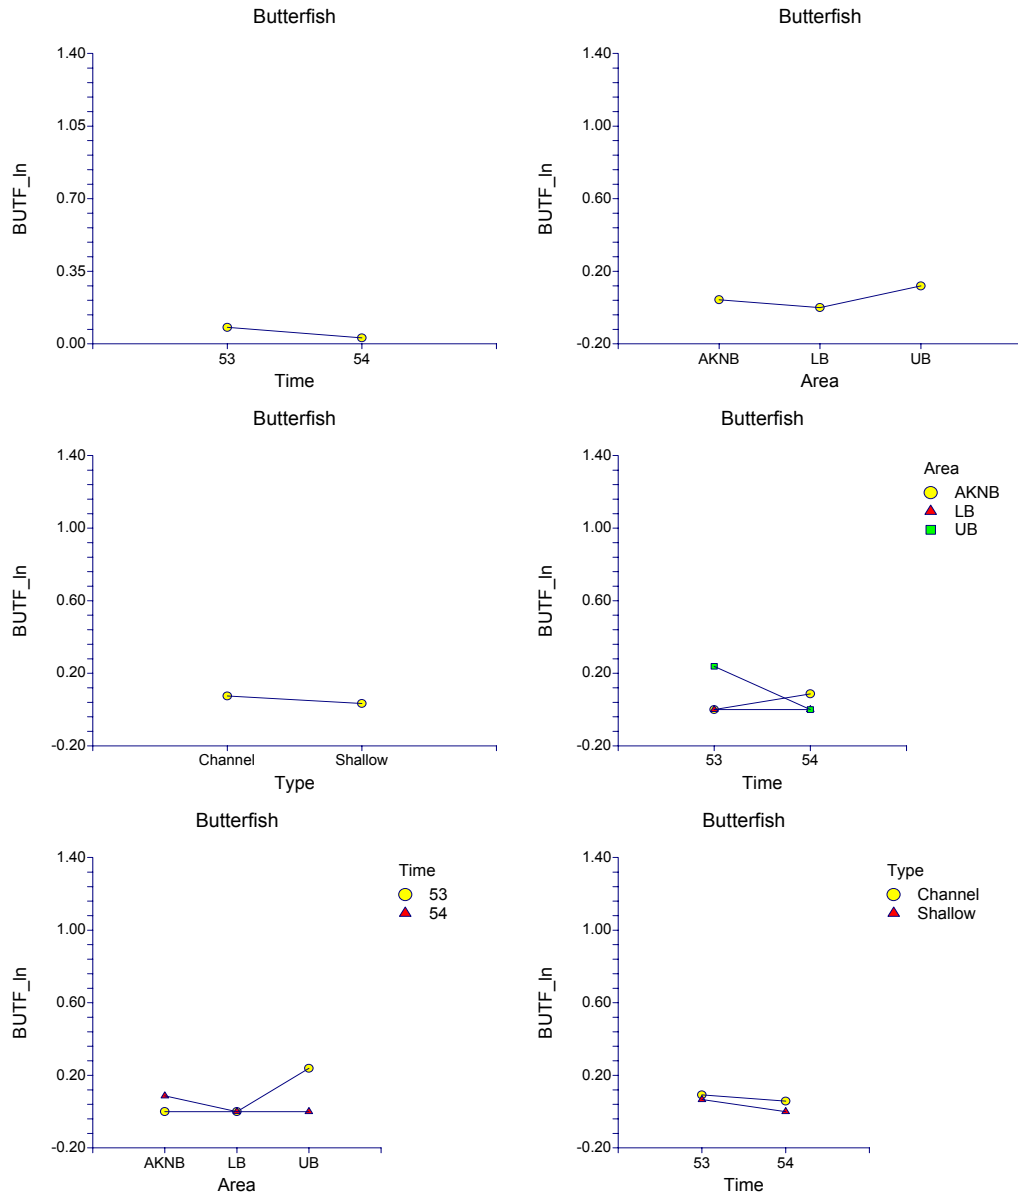 Butterfish
1.40
1.05
0.70
0.35
0.00
BUTF_ln
53
54
Time
Butterfish
1.40
1.00
0.60
0.20
-0.20
BUTF_ln
AKNB
LB
UB
Area
Butterfish
1.40
1.00
0.60
0.20
-0.20
BUTF_ln
Channel
Shallow
Type
Butterfish
1.40
1.00
0.60
0.20
-0.20
BUTF_ln
53
54
Time
Area
AKNB
LB
UB
Butterfish
1.40
1.00
0.60
0.20
-0.20
BUTF_ln
AKNB
LB
UB
Area
Time
53
54
Butterfish
1.40
1.00
0.60
0.20
-0.20
BUTF_ln
53
54
Time
Type
Channel
Shallow